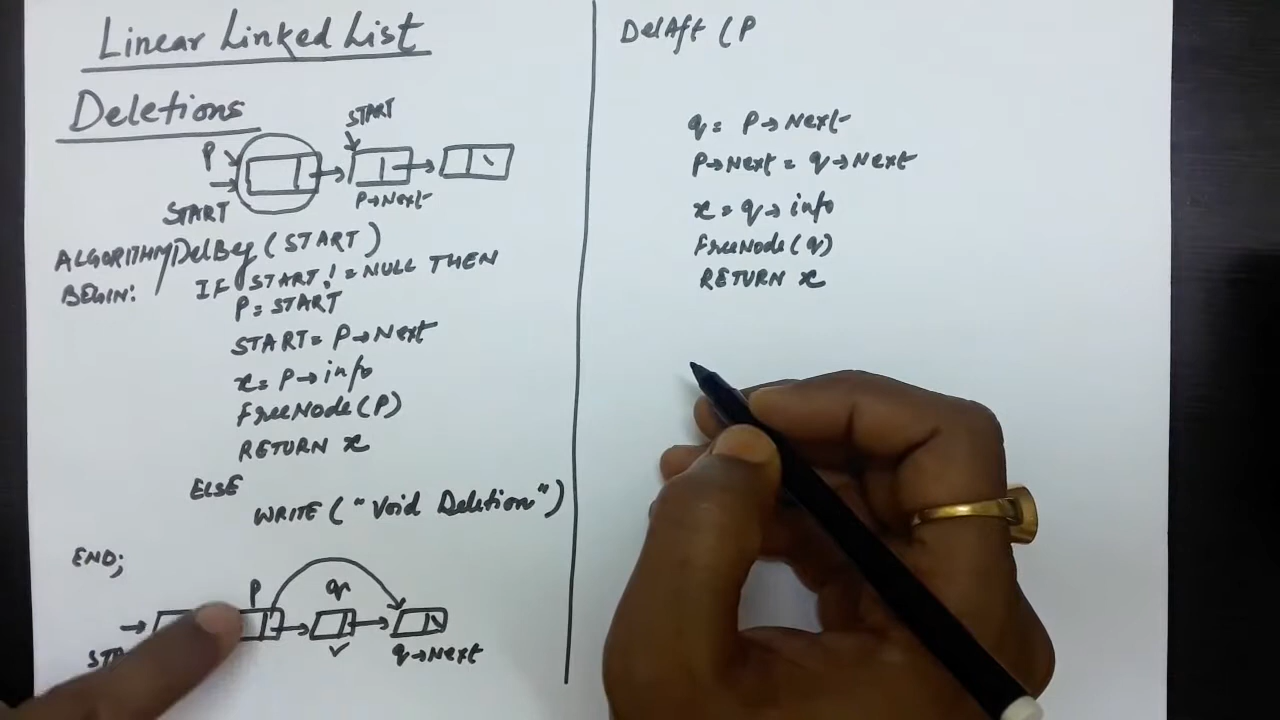 Linear Linked List
Deletions
START
P
START
P→Next
ALGORITHM DelBeg (START)
BEGIN:
IF START != NULL THEN
P = START
START = P→Next
x = P→info
FreeNode(P)
RETURN x
ELSE
WRITE ("Void Deletion")
END;
P
q
q→Next
DelAft (P
q = P→Next
P→Next = q→Next
x = q→info
FreeNode(q)
RETURN x